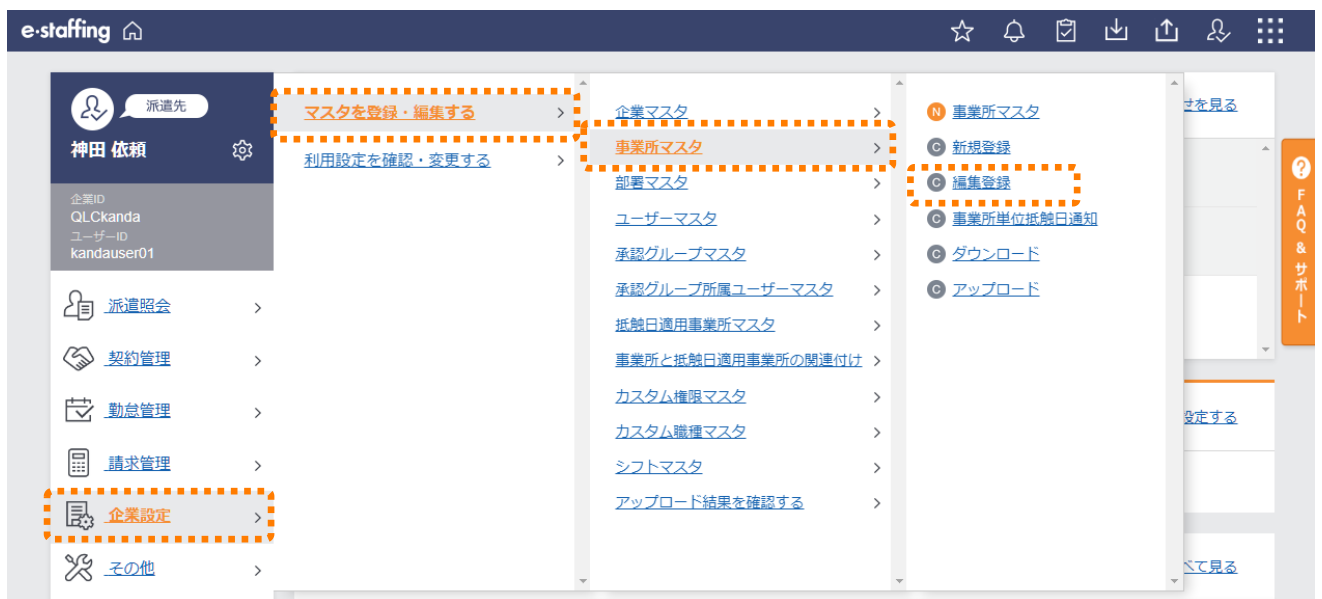 e-staffing
派遣先
神田 依頼
企業ID
QLCkanda
ユーザーID
kandauser01
派遣照会
契約管理
勤怠管理
請求管理
企業設定
その他
マスタを登録・編集する
利用設定を確認・変更する
企業マスタ
事業所マスタ
部署マスタ
ユーザーマスタ
承認グループマスタ
承認グループ所属ユーザーマスタ
抵触日適用事業所マスタ
事業所と抵触日適用事業所の関連付け
カスタム権限マスタ
カスタム職種マスタ
シフトマスタ
アップロード結果を確認する
N 事業所マスタ
C 新規登録
C 編集登録
C 事業所単位抵触日通知
C ダウンロード
C アップロード
せを見る
設定する
べて見る
? FAQ & サポート